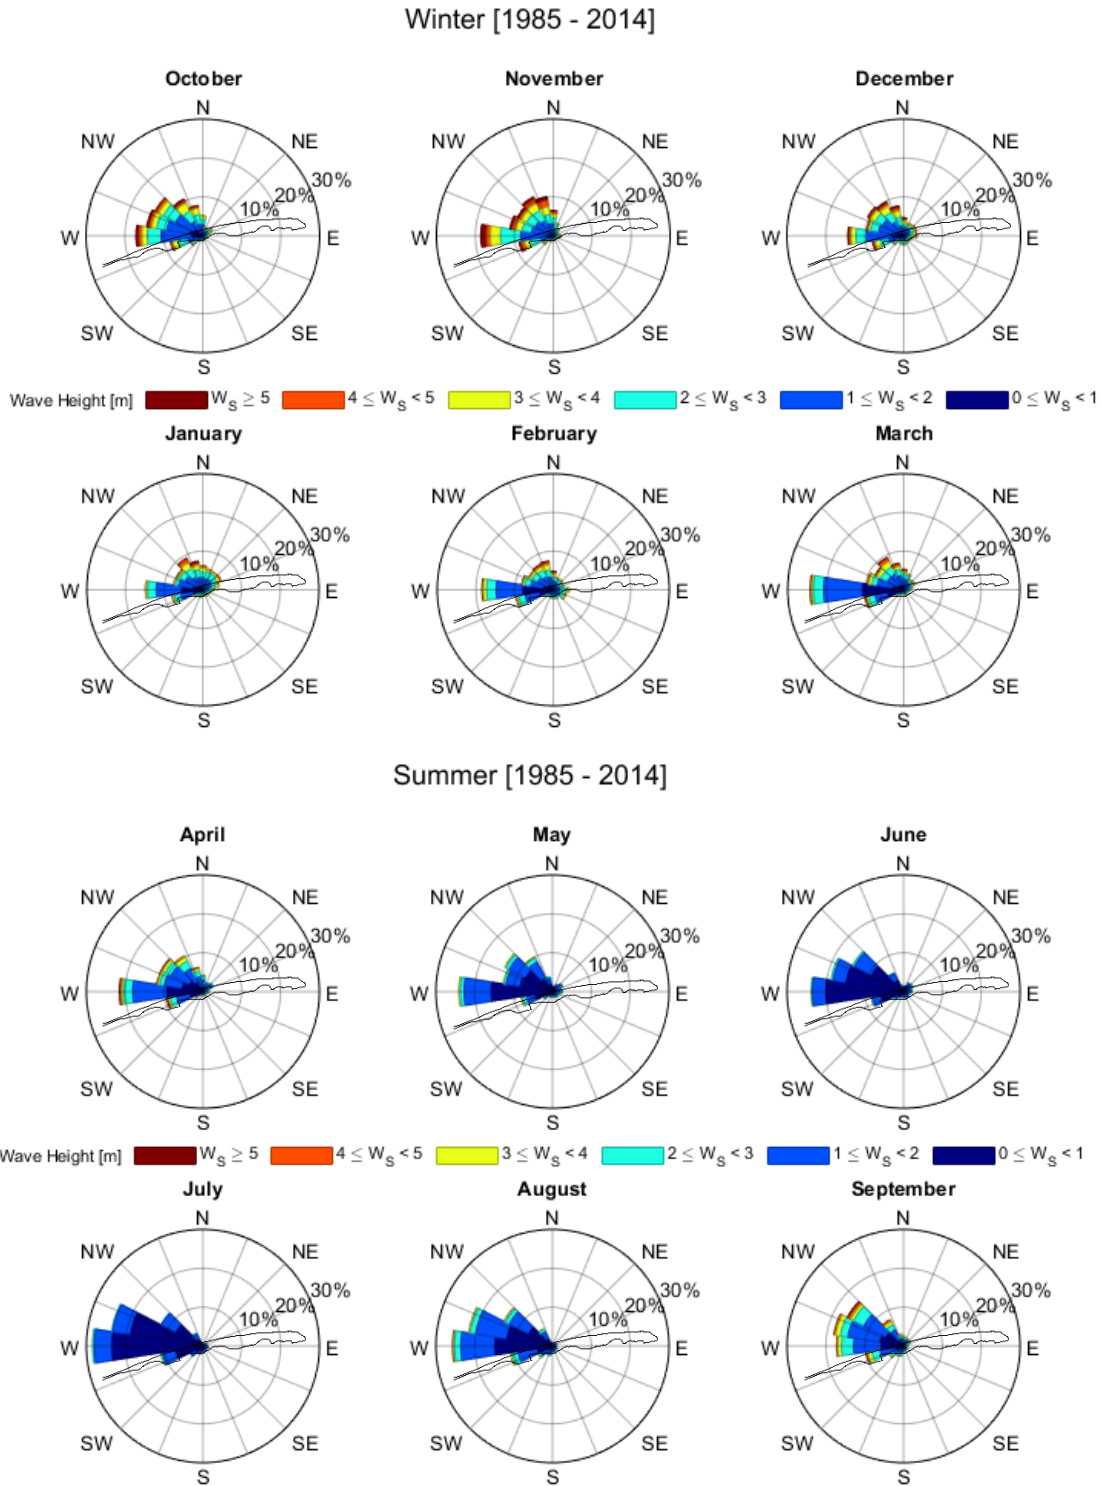 Winter [1985 - 2014]
October November December
N N N
NW NE NW NE NW NE
10% 20% 30% 10% 20% 30% 10% 20% 30%
W E W E W E
SW SE SW SE SW SE
S S S
Wave Height [m] W_S ≥ 5 4 ≤ W_S < 5 3 ≤ W_S < 4 2 ≤ W_S < 3 1 ≤ W_S < 2 0 ≤ W_S < 1
January February March
N N N
NW NE NW NE NW NE
10% 20% 30% 10% 20% 30% 10% 20% 30%
W E W E W E
SW SE SW SE SW SE
S S S
Summer [1985 - 2014]
April May June
N N N
NW NE NW NE NW NE
10% 20% 30% 10% 20% 30% 10% 20% 30%
W E W E W E
SW SE SW SE SW SE
S S S
Wave Height [m] W_S ≥ 5 4 ≤ W_S < 5 3 ≤ W_S < 4 2 ≤ W_S < 3 1 ≤ W_S < 2 0 ≤ W_S < 1
July August September
N N N
NW NE NW NE NW NE
10% 20% 30% 10% 20% 30% 10% 20% 30%
W E W E W E
SW SE SW SE SW SE
S S S